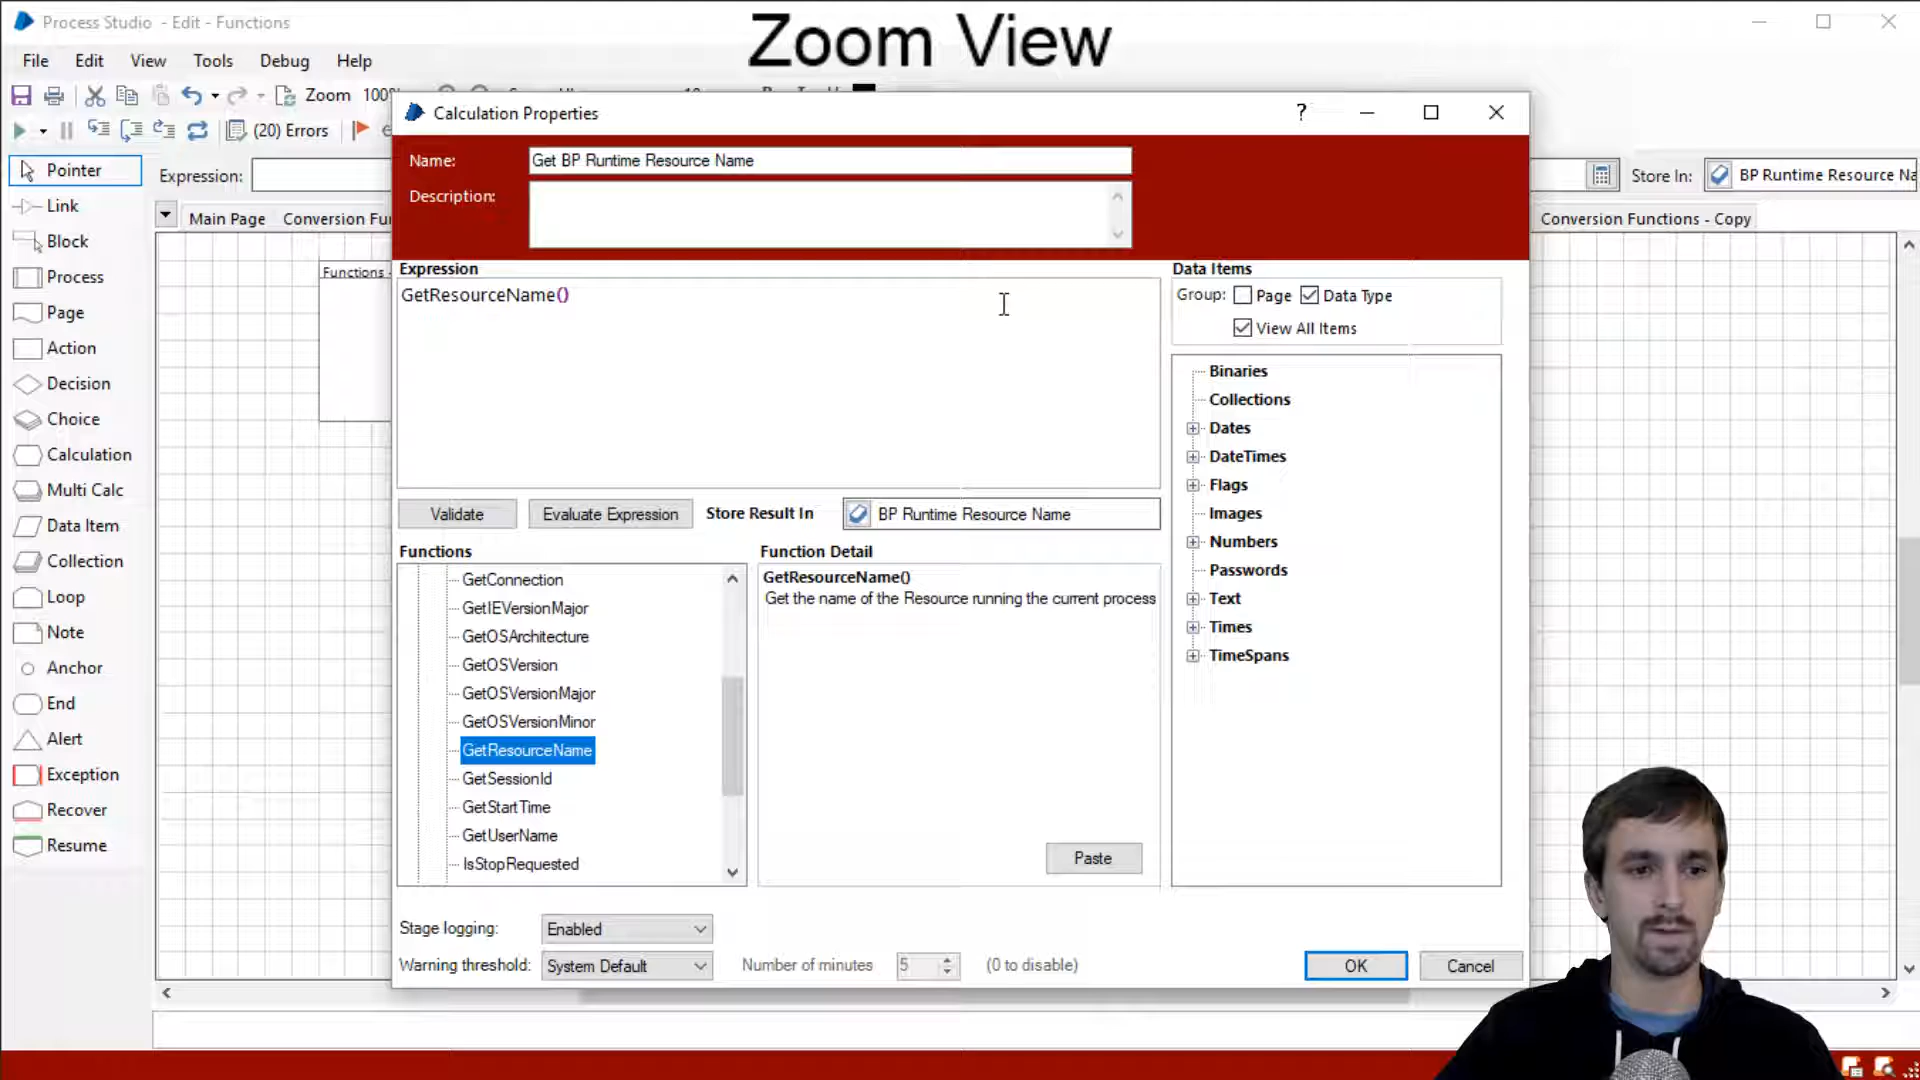 Process Studio - Edit - Functions
Zoom View
File Edit View Tools Debug Help
Zoom 100%
Calculation Properties
?
(20) Errors
Name: Get BP Runtime Resource Name
Description:
Pointer
Expression:
Store In: BP Runtime Resource Na
Link
Main Page Conversion Fu
Conversion Functions - Copy
Block
Functions -
Process
Page
Action
Decision
Choice
Calculation
Multi Calc
Data Item
Collection
Loop
Note
Anchor
End
Alert
Exception
Recover
Resume
Expression
GetResourceName()
Data Items
Group: Page Data Type
View All Items
Binaries
Collections
Dates
DateTimes
Flags
Images
Numbers
Passwords
Text
Times
TimeSpans
Validate Evaluate Expression Store Result In BP Runtime Resource Name
Functions
GetConnection
GetIEVersionMajor
GetOSArchitecture
GetOSVersion
GetOSVersionMajor
GetOSVersionMinor
GetResourceName
GetSessionId
GetStartTime
GetUserName
IsStopRequested
Function Detail
GetResourceName()
Get the name of the Resource running the current process
Paste
Stage logging: Enabled
Warning threshold: System Default Number of minutes 5 (0 to disable)
OK Cancel